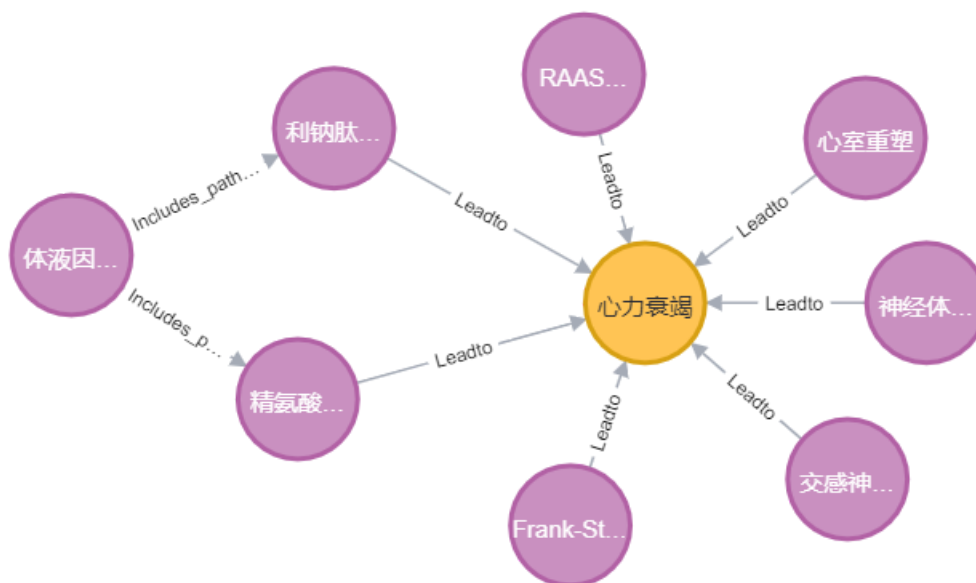 RAAS...
利钠肽...
心室重塑
Leadto
Includes_path...
Leadto
Leadto
体液因...
心力衰竭
Leadto
神经体...
Includes_p...
Leadto
精氨酸...
Leadto
Leadto
交感神...
Frank-St...